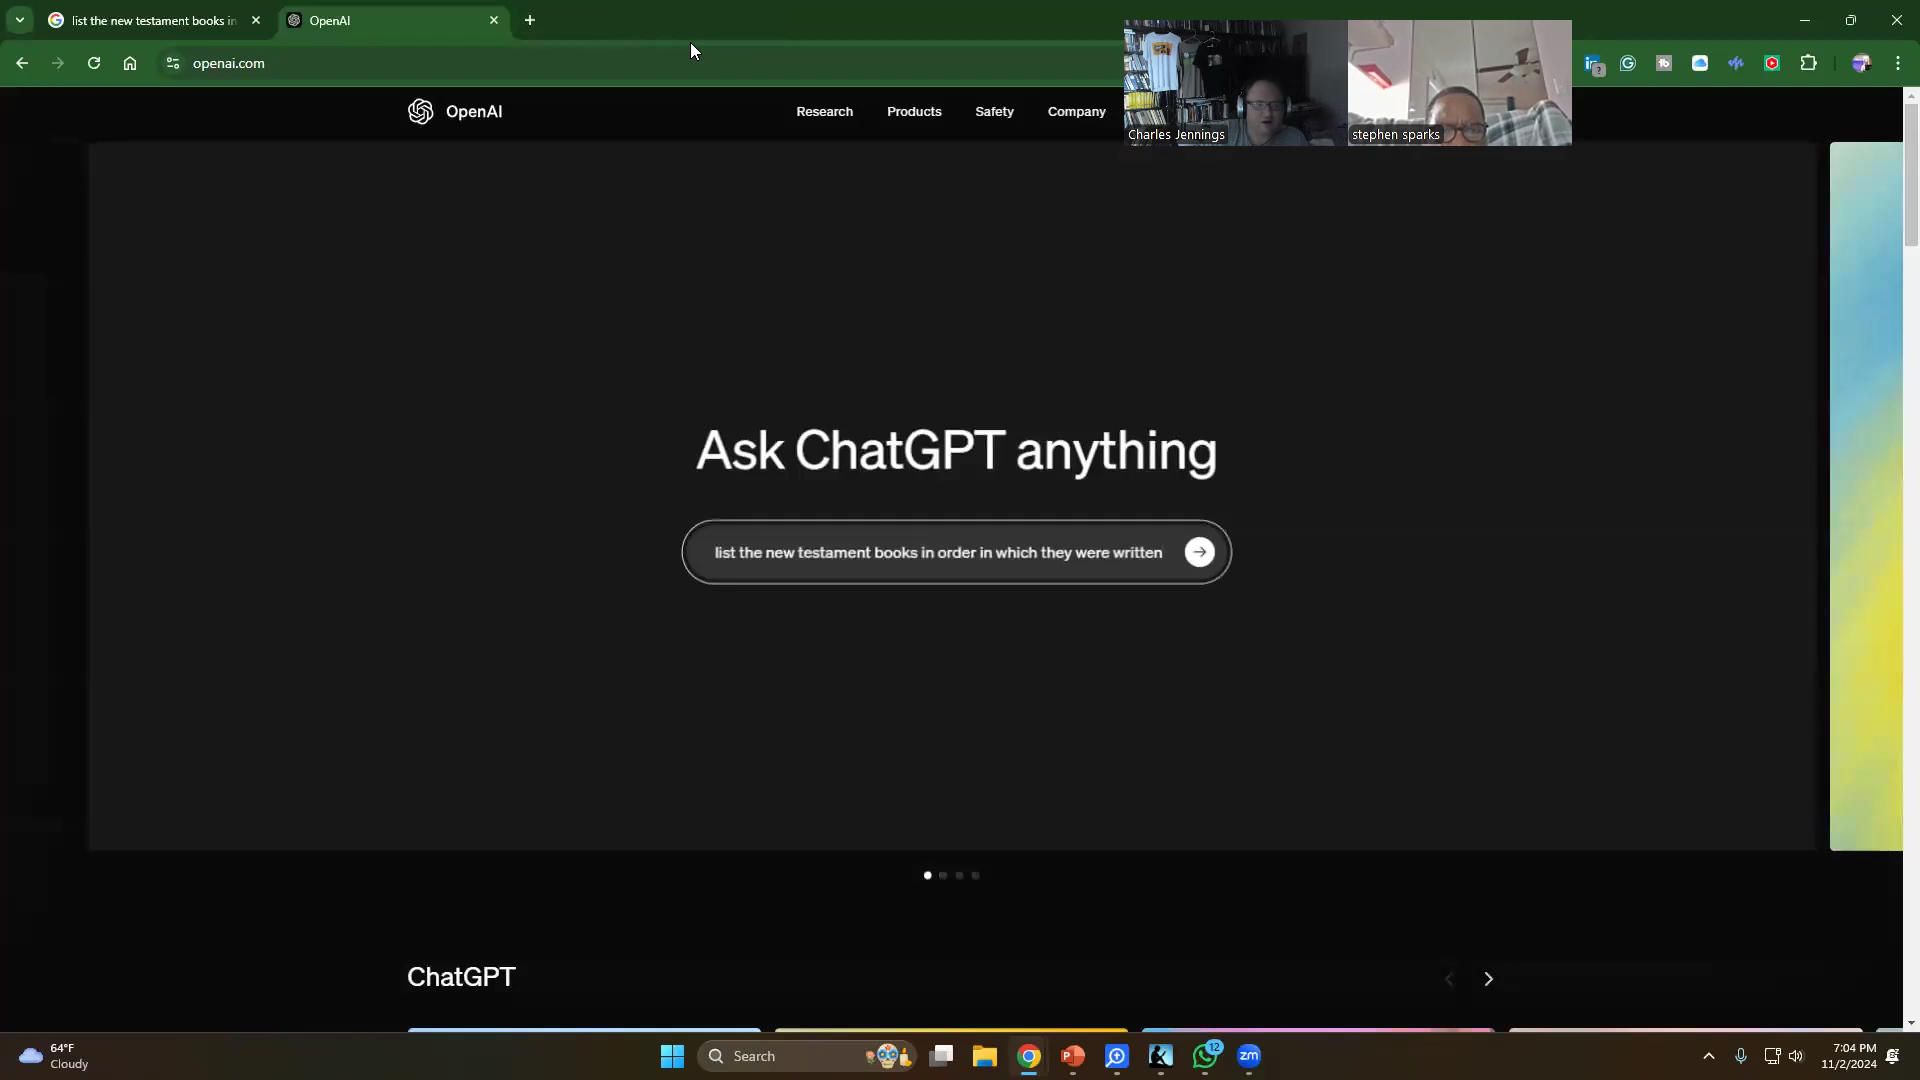 list the new testament books in
OpenAI
openai.com
OpenAI
Research
Products
Safety
Company
Charles Jennings
stephen sparks
Ask ChatGPT anything
list the new testament books in order in which they were written
ChatGPT
64°F
Cloudy
Search
12
zm
7:04 PM
11/2/2024